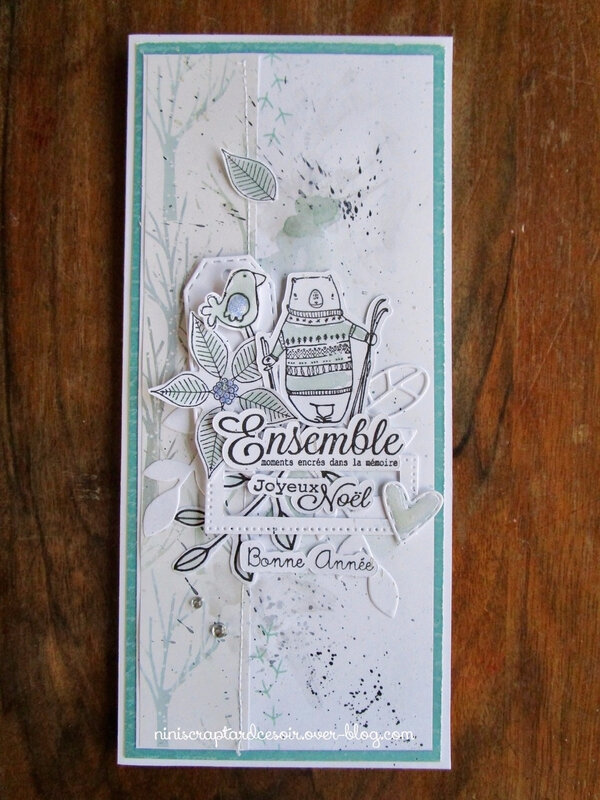 Ensemble
moments encrés dans la mémoire
Joyeux Noël
Bonne Année
niniscraptardcesoir.over-blog.com